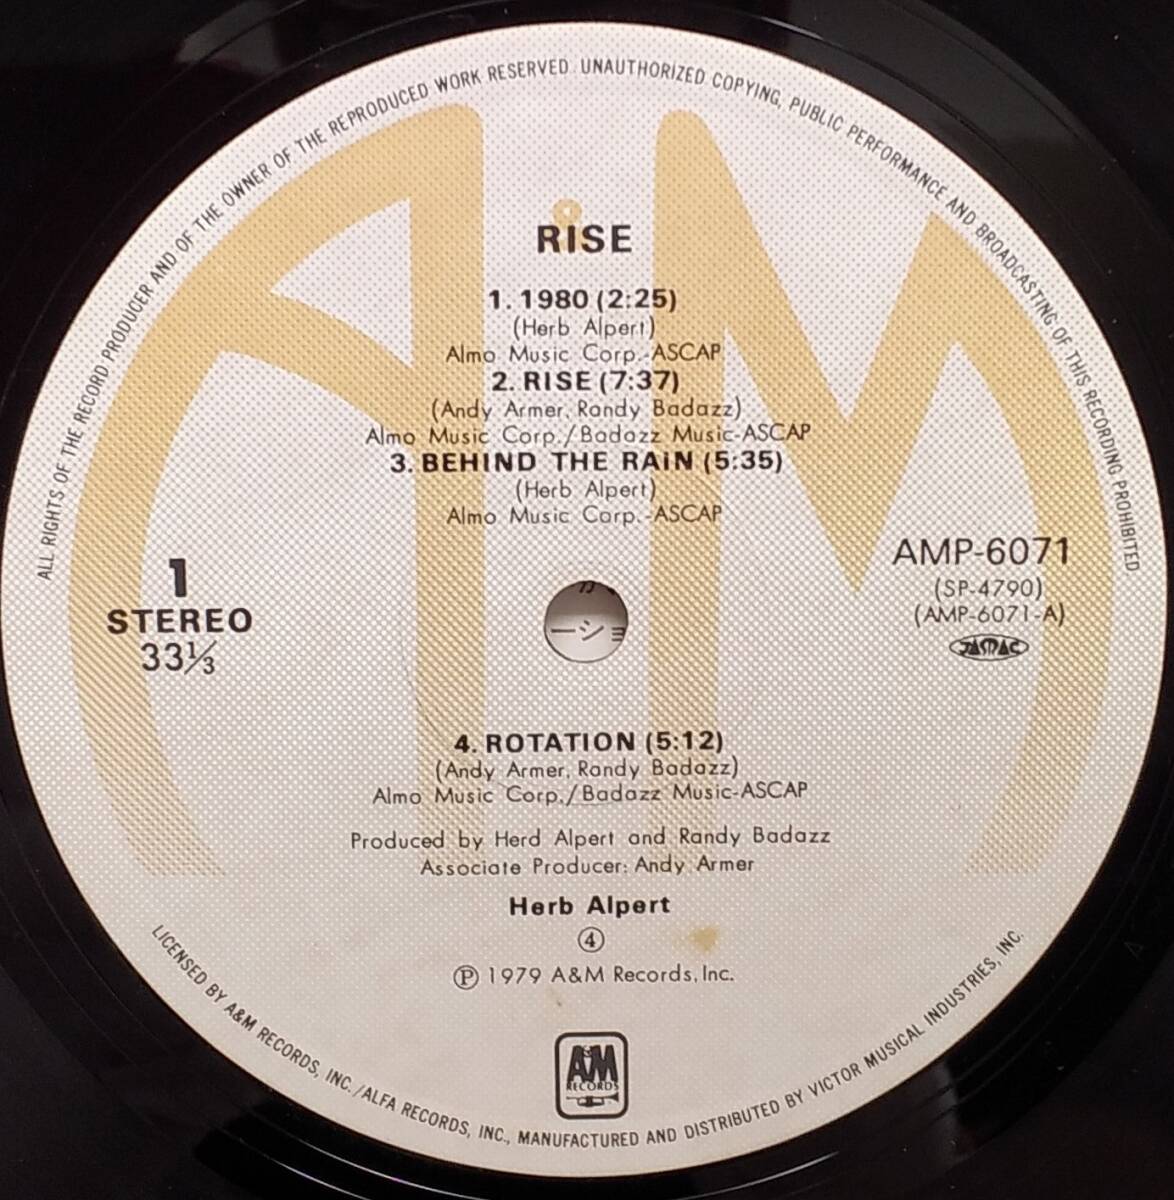 ALL RIGHTS OF THE RECORD PRODUCER AND OF THE OWNER OF THE REPRODUCED WORK RESERVED. UNAUTHORIZED COPYING, PUBLIC PERFORMANCE AND BROADCASTING OF THIS RECORDING PROHIBITED.
RiSE
1. 1980 (2:25)
(Herb Alpert)
Almo Music Corp.-ASCAP
2. RISE (7:37)
(Andy Armer, Randy Badazz)
Almo Music Corp./Badazz Music-ASCAP
3. BEHIND THE RAiN (5:35)
(Herb Alpert)
Almo Music Corp.-ASCAP
1
STEREO
33⅓
AMP-6071
(SP-4790)
(AMP-6071-A)
JASRAC
ーショ
4. ROTATION (5:12)
(Andy Armer, Randy Badazz)
Almo Music Corp./Badazz Music-ASCAP
Produced by Herd Alpert and Randy Badazz
Associate Producer: Andy Armer
Herb Alpert
④
Ⓟ 1979 A&M Records, Inc.
A&M
RECORDS
LICENSED BY A&M RECORDS, INC./ALFA RECORDS, INC., MANUFACTURED AND DISTRIBUTED BY VICTOR MUSICAL INDUSTRIES, INC.